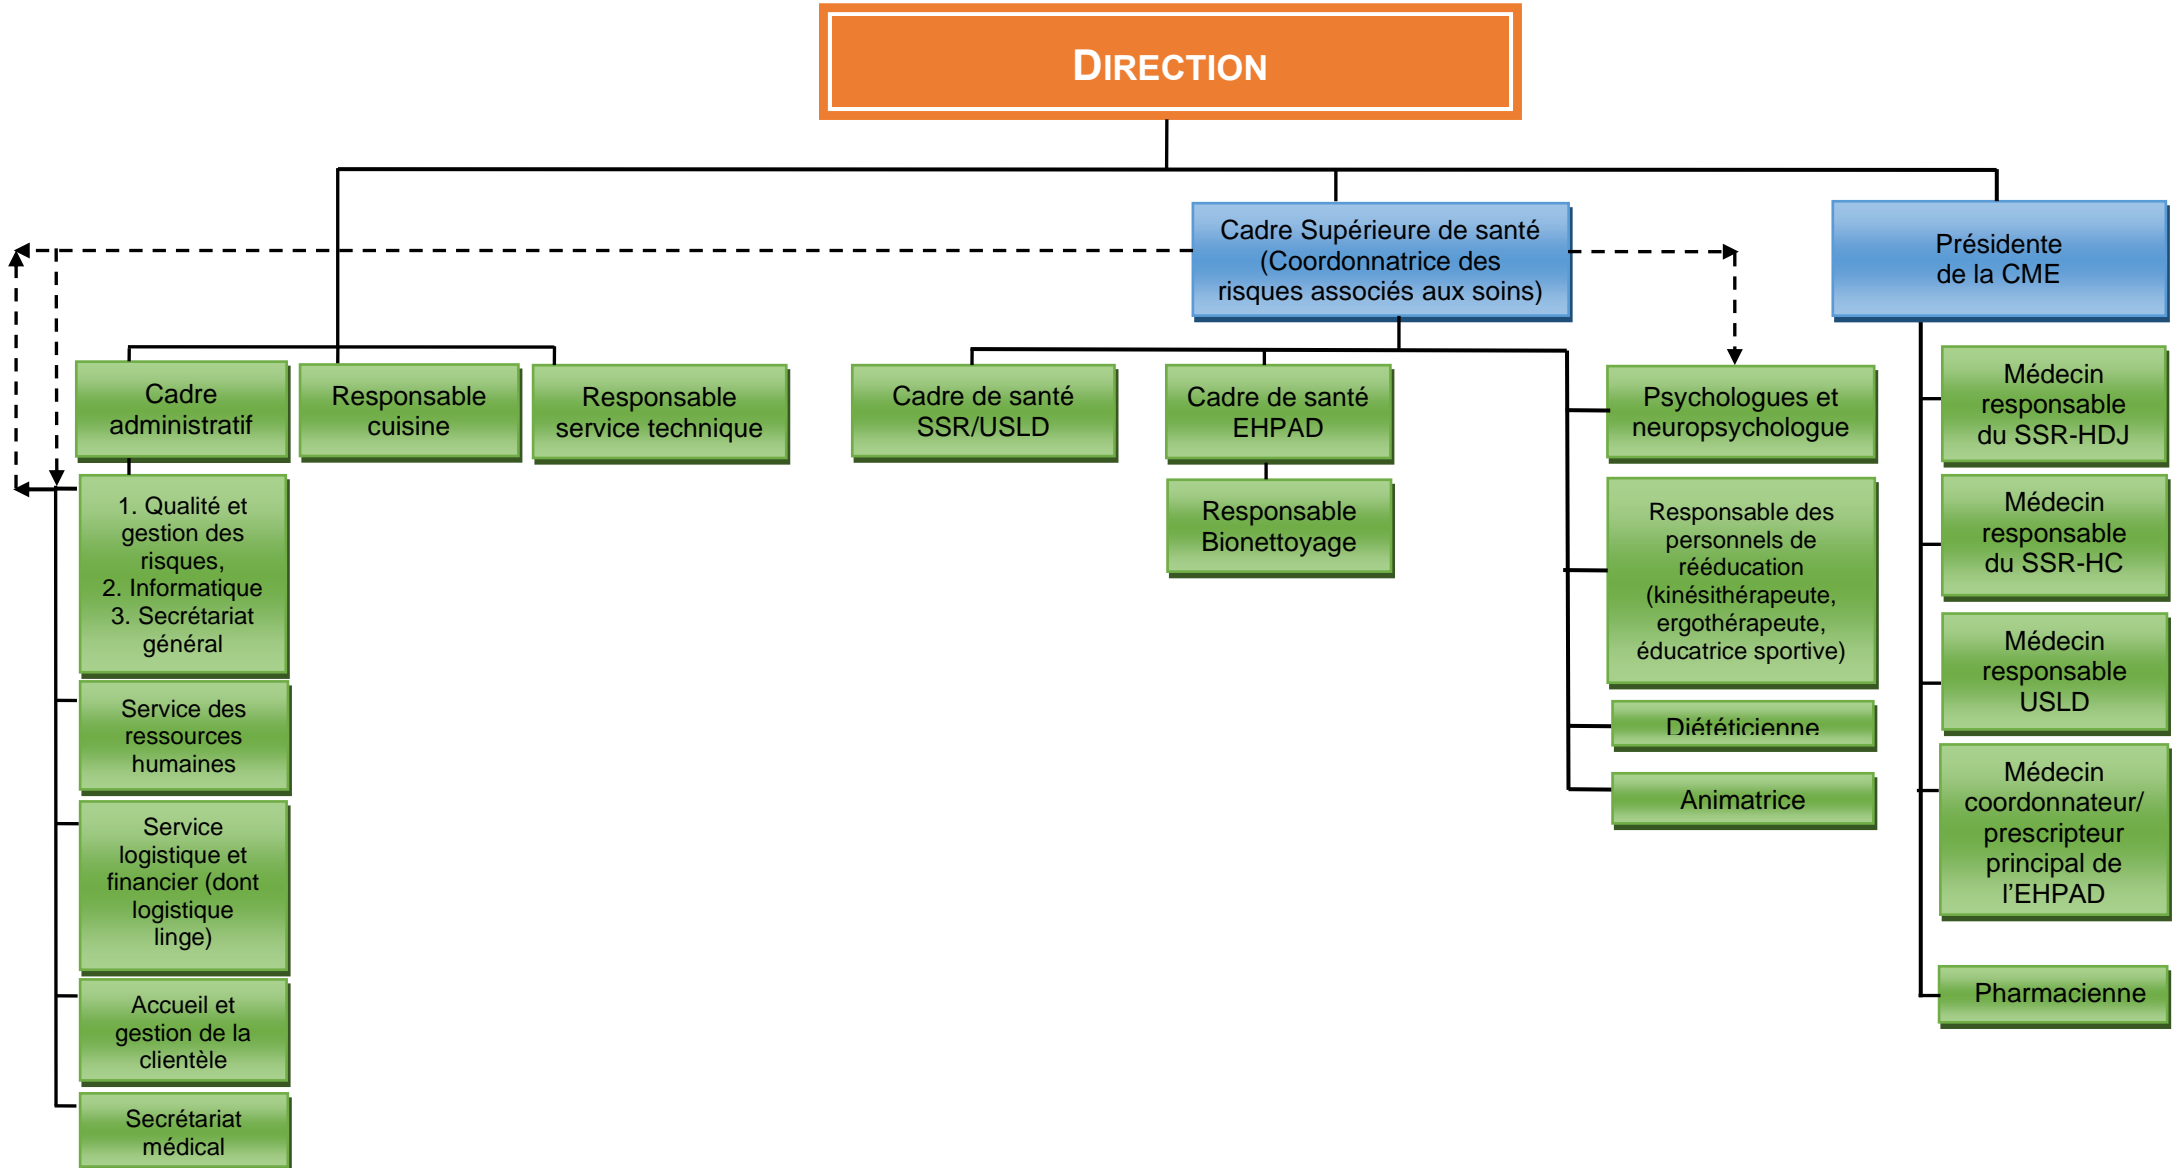 DIRECTION
Cadre Supérieure de santé
(Coordonnatrice des
risques associés aux soins)
Présidente
de la CME
Cadre
administratif
Responsable
cuisine
Responsable
service technique
Cadre de santé
SSR/USLD
Cadre de santé
EHPAD
Psychologues et
neuropsychologue
Médecin
responsable
du SSR-HDJ
1. Qualité et
gestion des
risques,
2. Informatique
3. Secrétariat
général
Responsable
Bionettoyage
Responsable des
personnels de
rééducation
(kinésithérapeute,
ergothérapeute,
éducatrice sportive)
Médecin
responsable
du SSR-HC
Service des
ressources
humaines
Diététicienne
Médecin
responsable
USLD
Service
logistique et
financier (dont
logistique
linge)
Animatrice
Médecin
coordonnateur/
prescripteur
principal de
l’EHPAD
Accueil et
gestion de la
clientèle
Pharmacienne
Secrétariat
médical